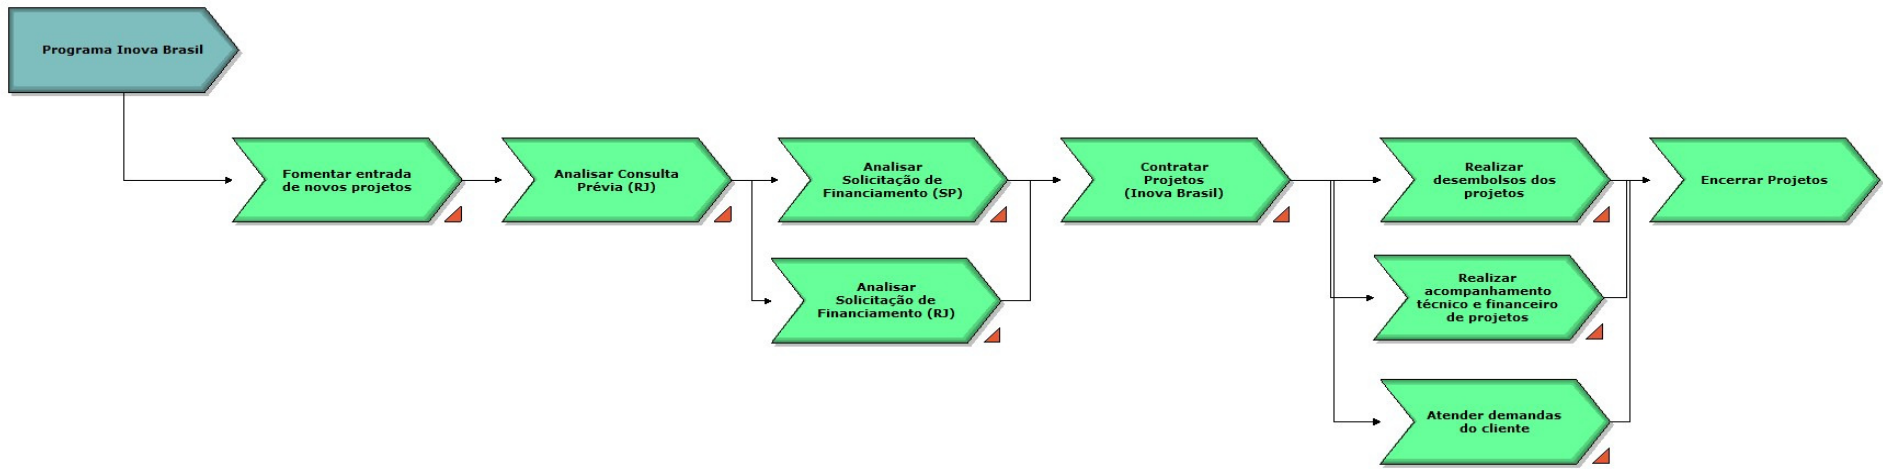 Programa Inova Brasil
Fomentar entrada
de novos projetos
Analisar Consulta
Prévia (RJ)
Analisar
Solicitação de
Financiamento (SP)
Contratar
Projetos
(Inova Brasil)
Realizar
desembolsos dos
projetos
Encerrar Projetos
Analisar
Solicitação de
Financiamento (RJ)
Realizar
acompanhamento
técnico e financeiro
de projetos
Atender demandas
do cliente